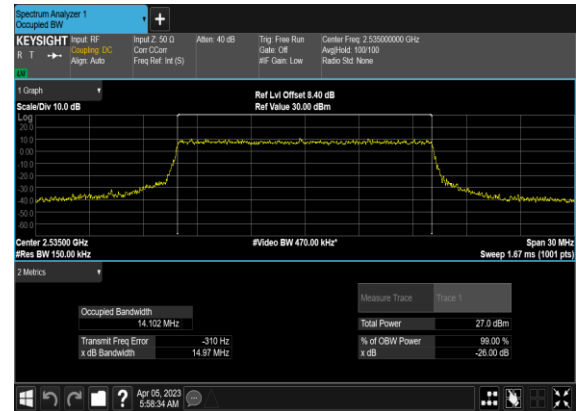 Spectrum Analyzer 1
Occupied BW
+
KEYSIGHT Input: RF Input Z: 50 Ω Atten: 40 dB Trig: Free Run Center Freq: 2.535000000 GHz
R T Coupling: DC Corr CCorr Gate: Off Avg|Hold: 100/100
Align: Auto Freq Ref: Int (S) #IF Gain: Low Radio Std: None
LXI
1 Graph
Ref Lvl Offset 8.40 dB
Scale/Div 10.0 dB Ref Value 30.00 dBm
Log
20.0
10.0
0.00
-10.0
-20.0
-30.0
-40.0
-50.0
-60.0
Center 2.53500 GHz #Video BW 470.00 kHz* Span 30 MHz
#Res BW 150.00 kHz Sweep 1.67 ms (1001 pts)
2 Metrics
Measure Trace Trace 1
Occupied Bandwidth
14.102 MHz Total Power 27.0 dBm
Transmit Freq Error -310 Hz % of OBW Power 99.00 %
x dB Bandwidth 14.97 MHz x dB -26.00 dB
? Apr 05, 2023
5:58:34 AM